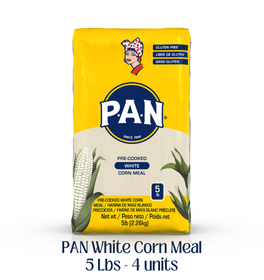 GLUTEN FREE
LIBRE DE GLUTEN
SANS GLUTEN
P.A.N
SINCE 1960
PRE-COOKED
WHITE
CORN MEAL
5
lb
PRE-COOKED WHITE CORN
MEAL / HARINA DE MAÍZ BLANCO
PRECOCIDA / FARINE DE MAÏS BLANC PRÉCUITE
Net wt / Peso neto / Poids net
5lb (2.26kg)
PAN White Corn Meal
5 Lbs - 4 units